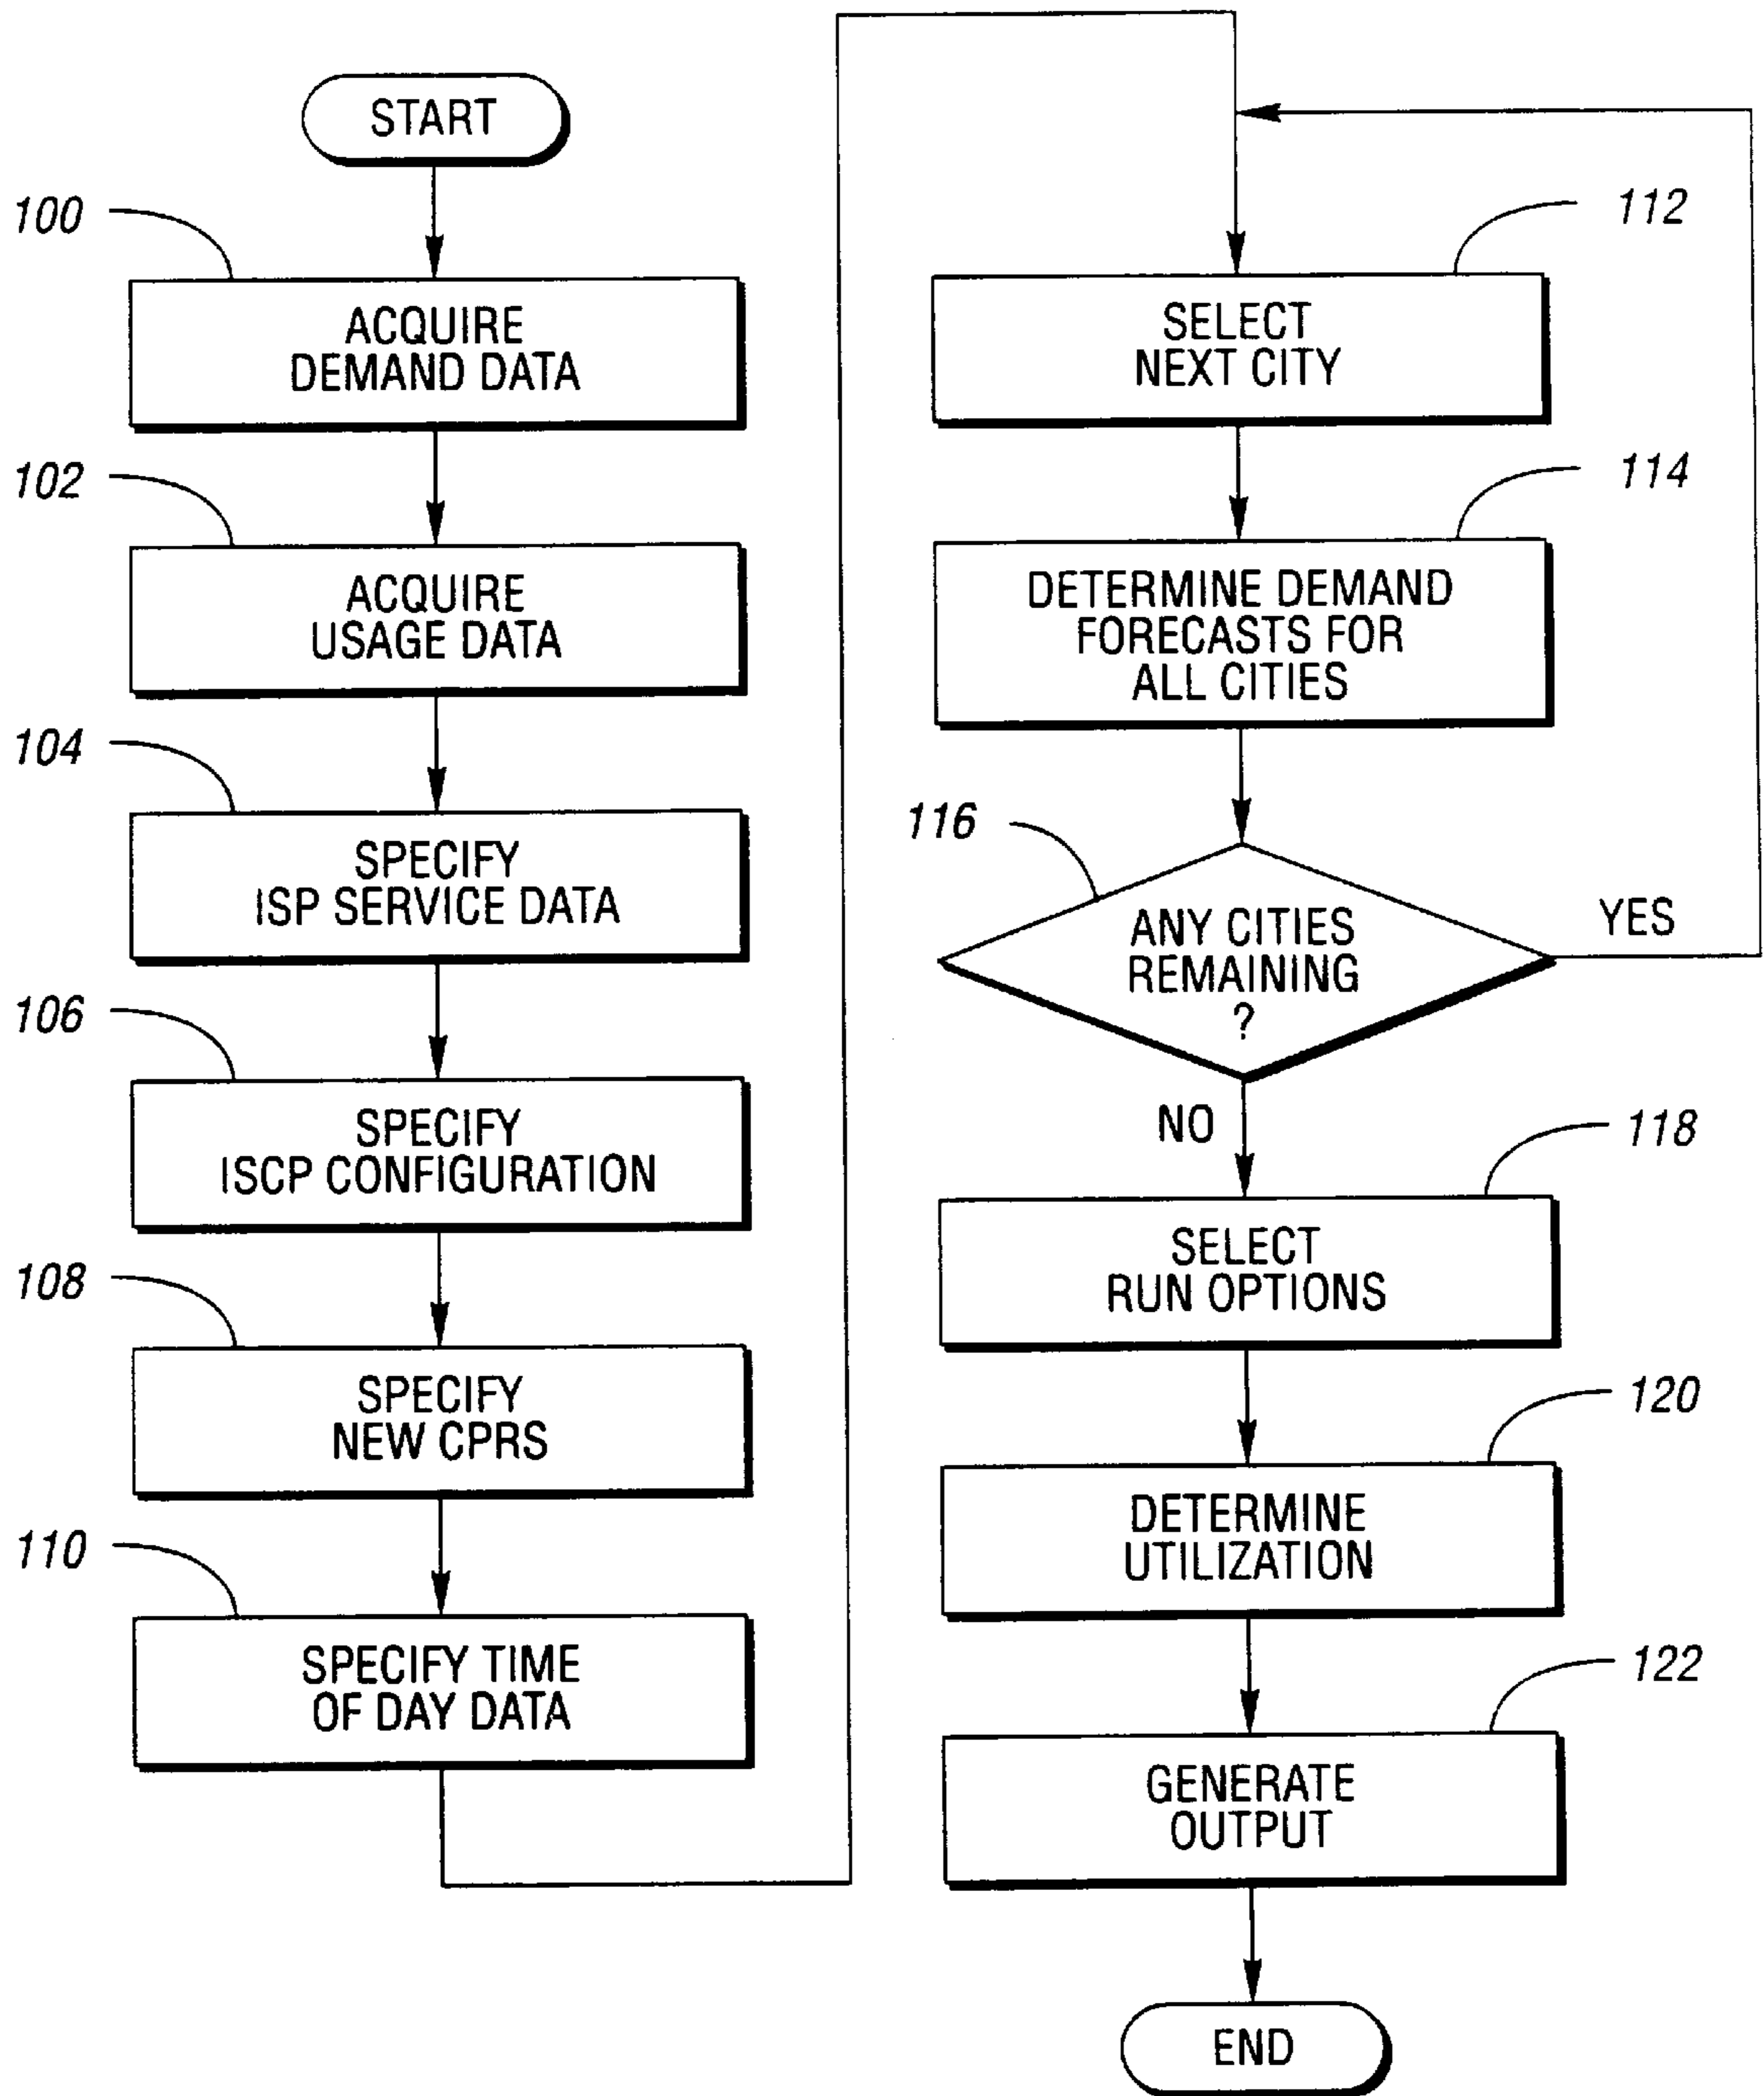 START
100
ACQUIRE
DEMAND DATA
102
ACQUIRE
USAGE DATA
104
SPECIFY
ISP SERVICE DATA
106
SPECIFY
ISCP CONFIGURATION
108
SPECIFY
NEW CPRS
110
SPECIFY TIME
OF DAY DATA
112
SELECT
NEXT CITY
114
DETERMINE DEMAND
FORECASTS FOR
ALL CITIES
116
ANY CITIES
REMAINING
?
YES
NO
118
SELECT
RUN OPTIONS
120
DETERMINE
UTILIZATION
122
GENERATE
OUTPUT
END